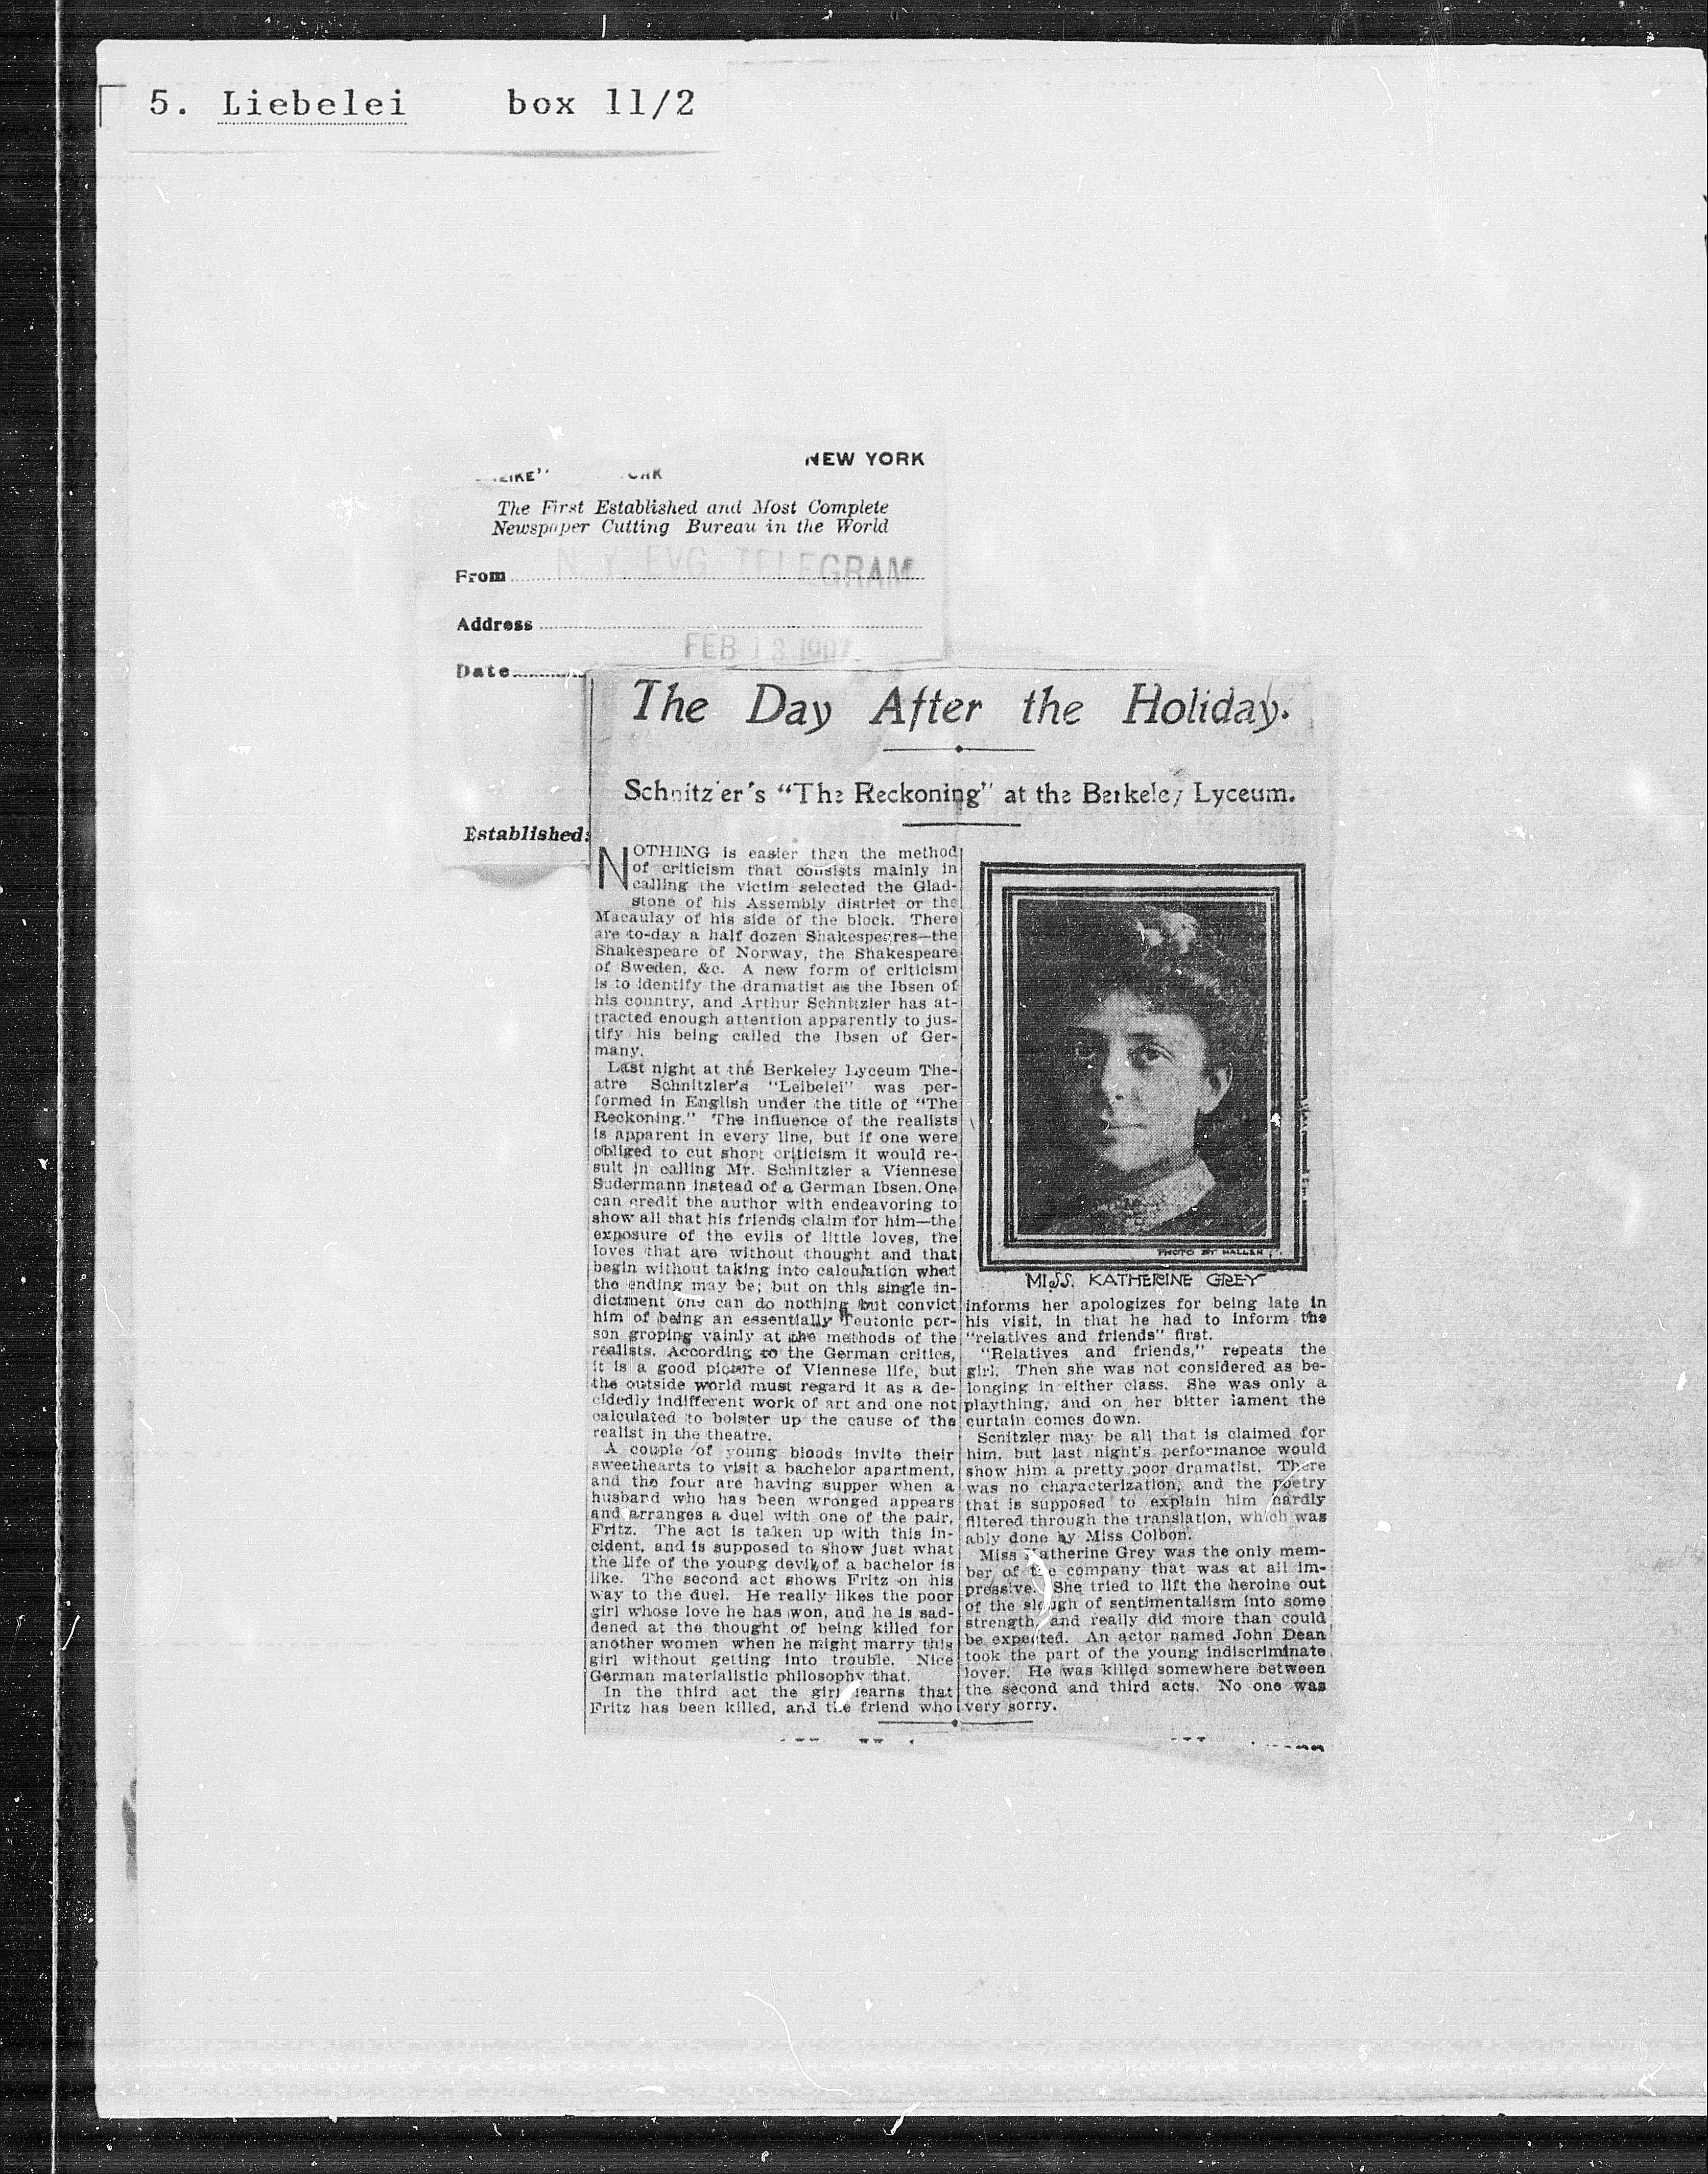 5. Liebelei box 11/2
NEW YORK
The First Established and Most Complete
Newspaper Cutting Bureau in the World
From N. Y. EVG. TELEGRAM
Address
FEB 13 1907
Date
Established:
The Day After the Holiday.
Schnitz'er's "The Reckoning" at the Berkeley Lyceum.
NOTHING is easier than the method
of criticism that consists mainly in
calling the victim selected the Glad-
stone of his Assembly district or the
Macaulay of his side of the block. There
are to-day a half dozen Shakespeares—the
Shakespeare of Norway, the Shakespeare
of Sweden, &c. A new form of criticism
is to identify the dramatist as the Ibsen of
his country, and Arthur Schnitzler has at-
tracted enough attention apparently to jus-
tify his being called the Ibsen of Ger-
many.
Last night at the Berkeley Lyceum The-
atre Schnitzler's "Leibelei" was per-
formed in English under the title of "The
Reckoning." The influence of the realists
is apparent in every line, but if one were
obliged to cut short criticism it would re-
sult in calling Mr. Schnitzler a Viennese
Sudermann instead of a German Ibsen. One
can credit the author with endeavoring to
show all that his friends claim for him—the
exposure of the evils of little loves, the
loves that are without thought and that
begin without taking into calculation what
the ending may be; but on this single in-
dictment one can do nothing but convict
him of being an essentially Teutonic per-
son groping vainly at the methods of the
realists. According to the German critics,
it is a good picture of Viennese life, but
the outside world must regard it as a de-
cidedly indifferent work of art and one not
calculated to bolster up the cause of the
realist in the theatre.
A couple of young bloods invite their
sweethearts to visit a bachelor apartment,
and the four are having supper when a
husband who has been wronged appears
and arranges a duel with one of the pair,
Fritz. The act is taken up with this in-
cident, and is supposed to show just what
the life of the young devil of a bachelor is
like. The second act shows Fritz on his
way to the duel. He really likes the poor
girl whose love he has won, and he is sad-
dened at the thought of being killed for
another women when he might marry this
girl without getting into trouble. Nice
German materialistic philosophy that.
In the third act the girl learns that
Fritz has been killed, and the friend who
PHOTO BY HALLEN
MISS. KATHERINE GREY
informs her apologizes for being late in
his visit, in that he had to inform the
"relatives and friends" first.
"Relatives and friends," repeats the
girl. Then she was not considered as be-
longing in either class. She was only a
plaything, and on her bitter lament the
curtain comes down.
Scnitzler may be all that is claimed for
him, but last night's performance would
show him a pretty poor dramatist. There
was no characterization, and the poetry
that is supposed to explain him hardly
filtered through the translation, which was
ably done by Miss Colbon.
Miss Katherine Grey was the only mem-
ber of the company that was at all im-
pressive. She tried to lift the heroine out
of the slough of sentimentalism into some
strength, and really did more than could
be expected. An actor named John Dean
took the part of the young indiscriminate
lover. He was killed somewhere between
the second and third acts. No one was
very sorry.